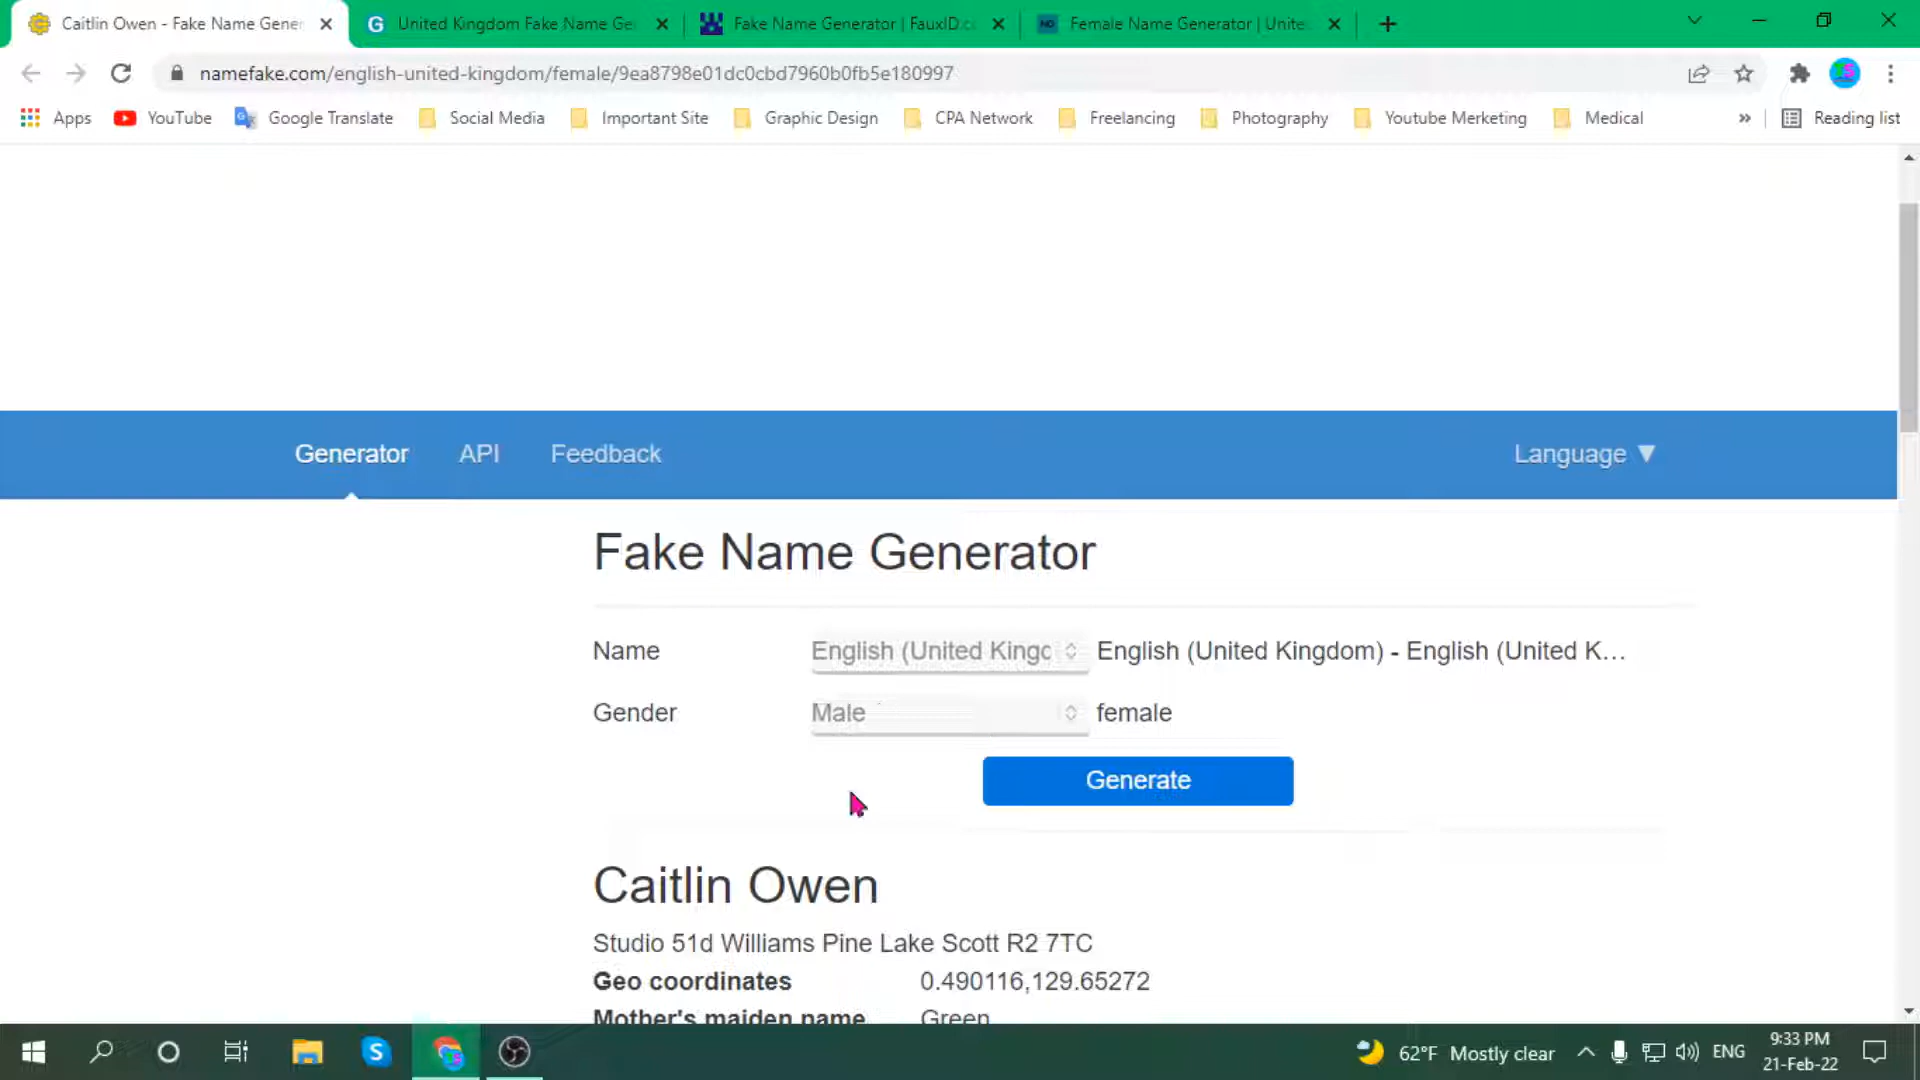 Caitlin Owen - Fake Name Gener
United Kingdom Fake Name Ge
Fake Name Generator | FauxID.c
Female Name Generator | Unite
namefake.com/english-united-kingdom/female/9ea8798e01dc0cbd7960b0fb5e180997
Apps
YouTube
Google Translate
Social Media
Important Site
Graphic Design
CPA Network
Freelancing
Photography
Youtube Merketing
Medical
»
Reading list
Generator
API
Feedback
Language ▼
Fake Name Generator
Name
English (United Kingc
English (United Kingdom) - English (United K…
Gender
Male
female
Generate
Caitlin Owen
Studio 51d Williams Pine Lake Scott R2 7TC
Geo coordinates 0.490116,129.65272
Mother's maiden name Green
62°F Mostly clear
ENG
9:33 PM
21-Feb-22